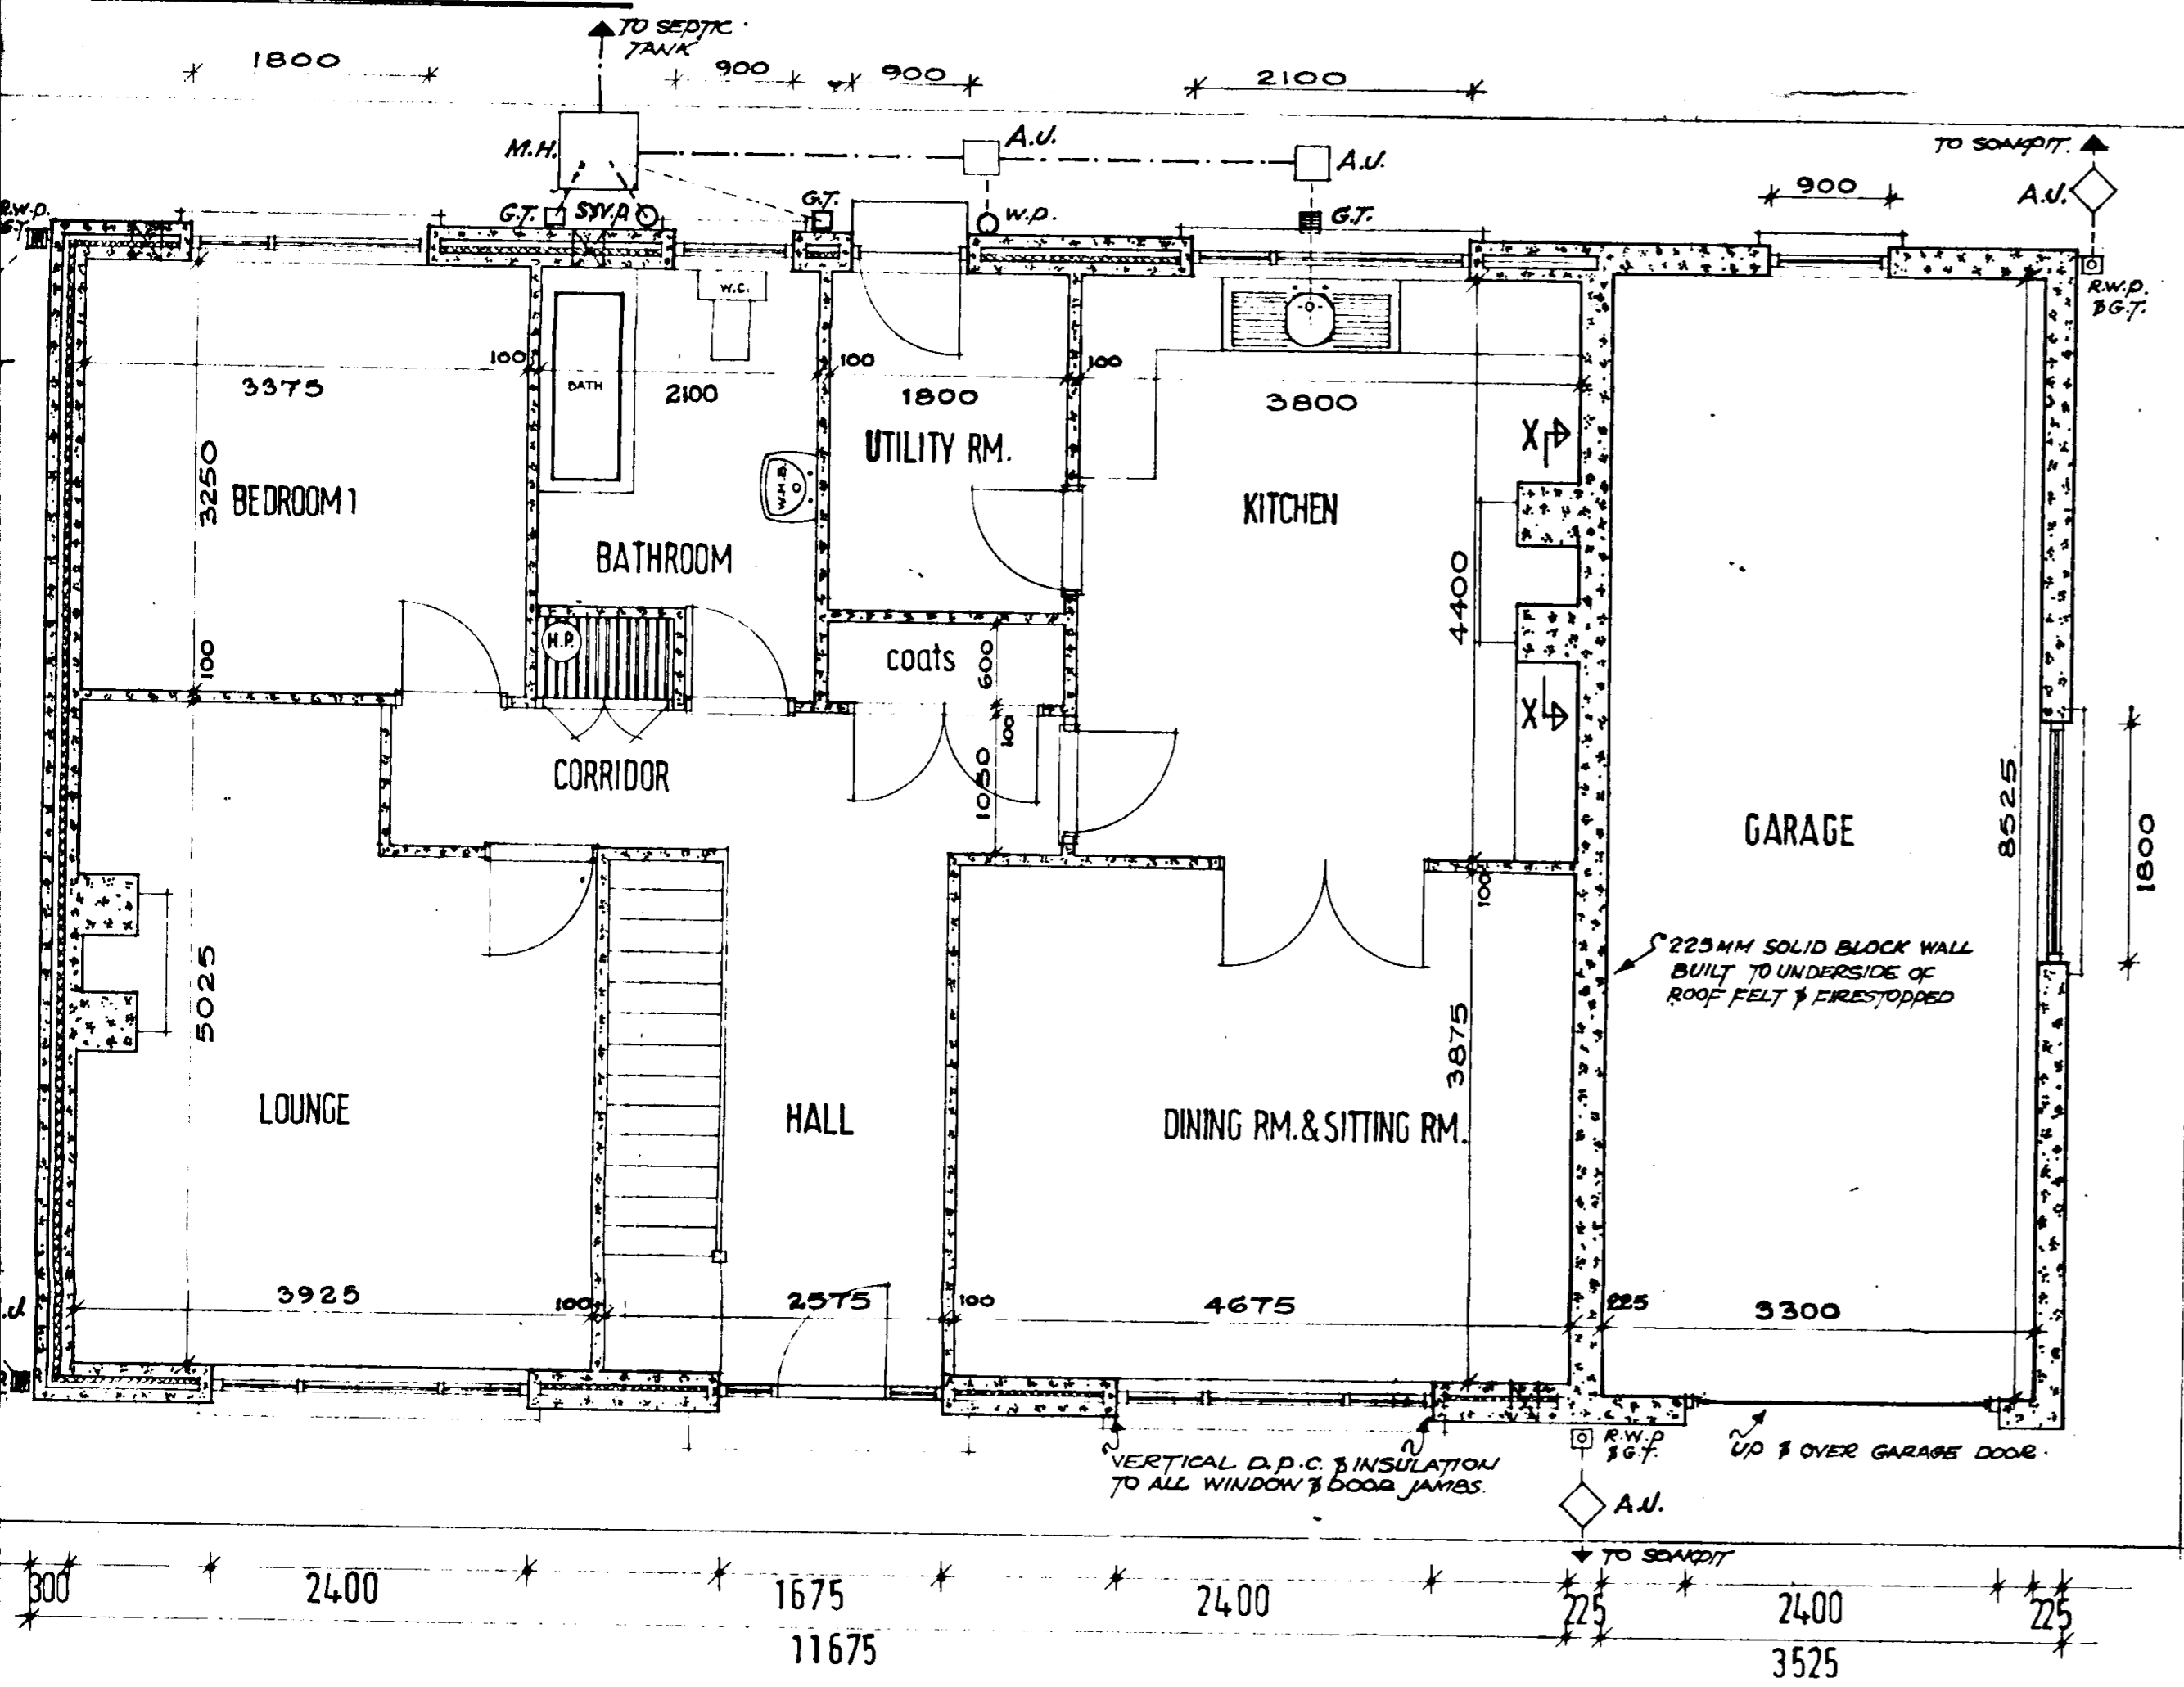 TO SEPTIC
TANK
1800
900
900
2100
M.H.
A.J.
A.J.
TO SOAKPIT.
A.J.
900
R.W.P.
G.T.
G.T.
S.V.P.
G.T.
W.P.
G.T.
R.W.P.
& G.T.
W.C.
BATH
100
3375
2100
100
1800
100
3800
UTILITY RM.
X
3250
BEDROOM 1
W.H.B.
KITCHEN
BATHROOM
4400
H.P.
coats
600
100
X
100
CORRIDOR
1050
8525
GARAGE
1800
100
225MM SOLID BLOCK WALL
BUILT TO UNDERSIDE OF
ROOF FELT & FIRESTOPPED
5025
3875
LOUNGE
HALL
DINING RM. & SITTING RM.
3925
100
2575
100
4675
225
3300
.J.
R.W.P
& G.T.
UP & OVER GARAGE DOOR.
VERTICAL D.P.C. & INSULATION
TO ALL WINDOW & DOOR JAMBS.
A.J.
TO SOAKPIT
300
2400
1675
2400
225
2400
225
11675
3525